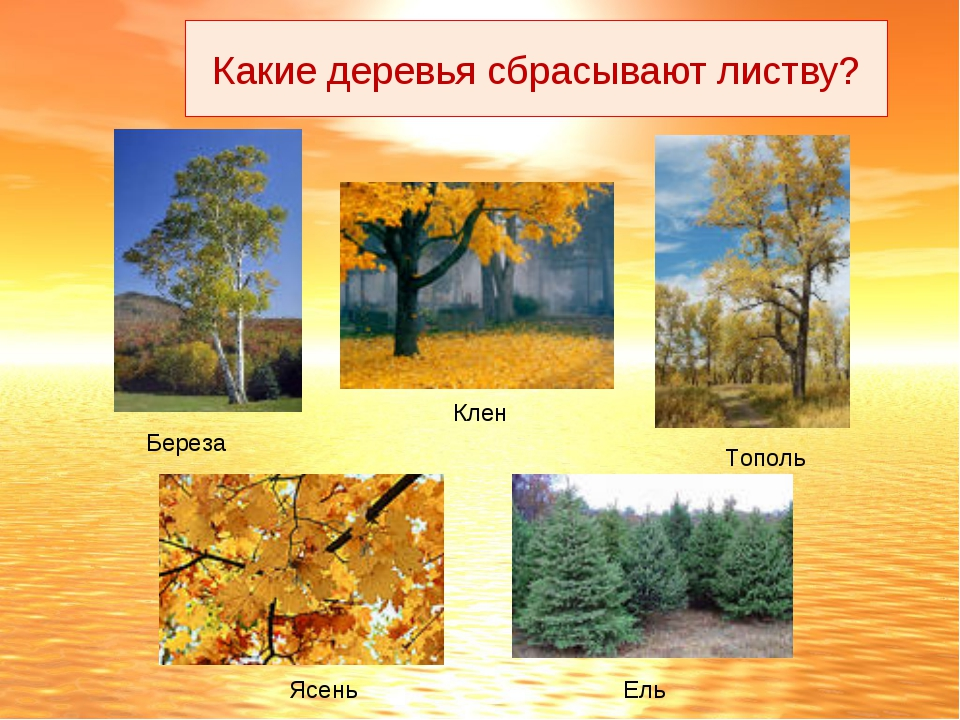 Какие деревья сбрасывают листву?
Клен
Береза
Тополь
Ясень
Ель